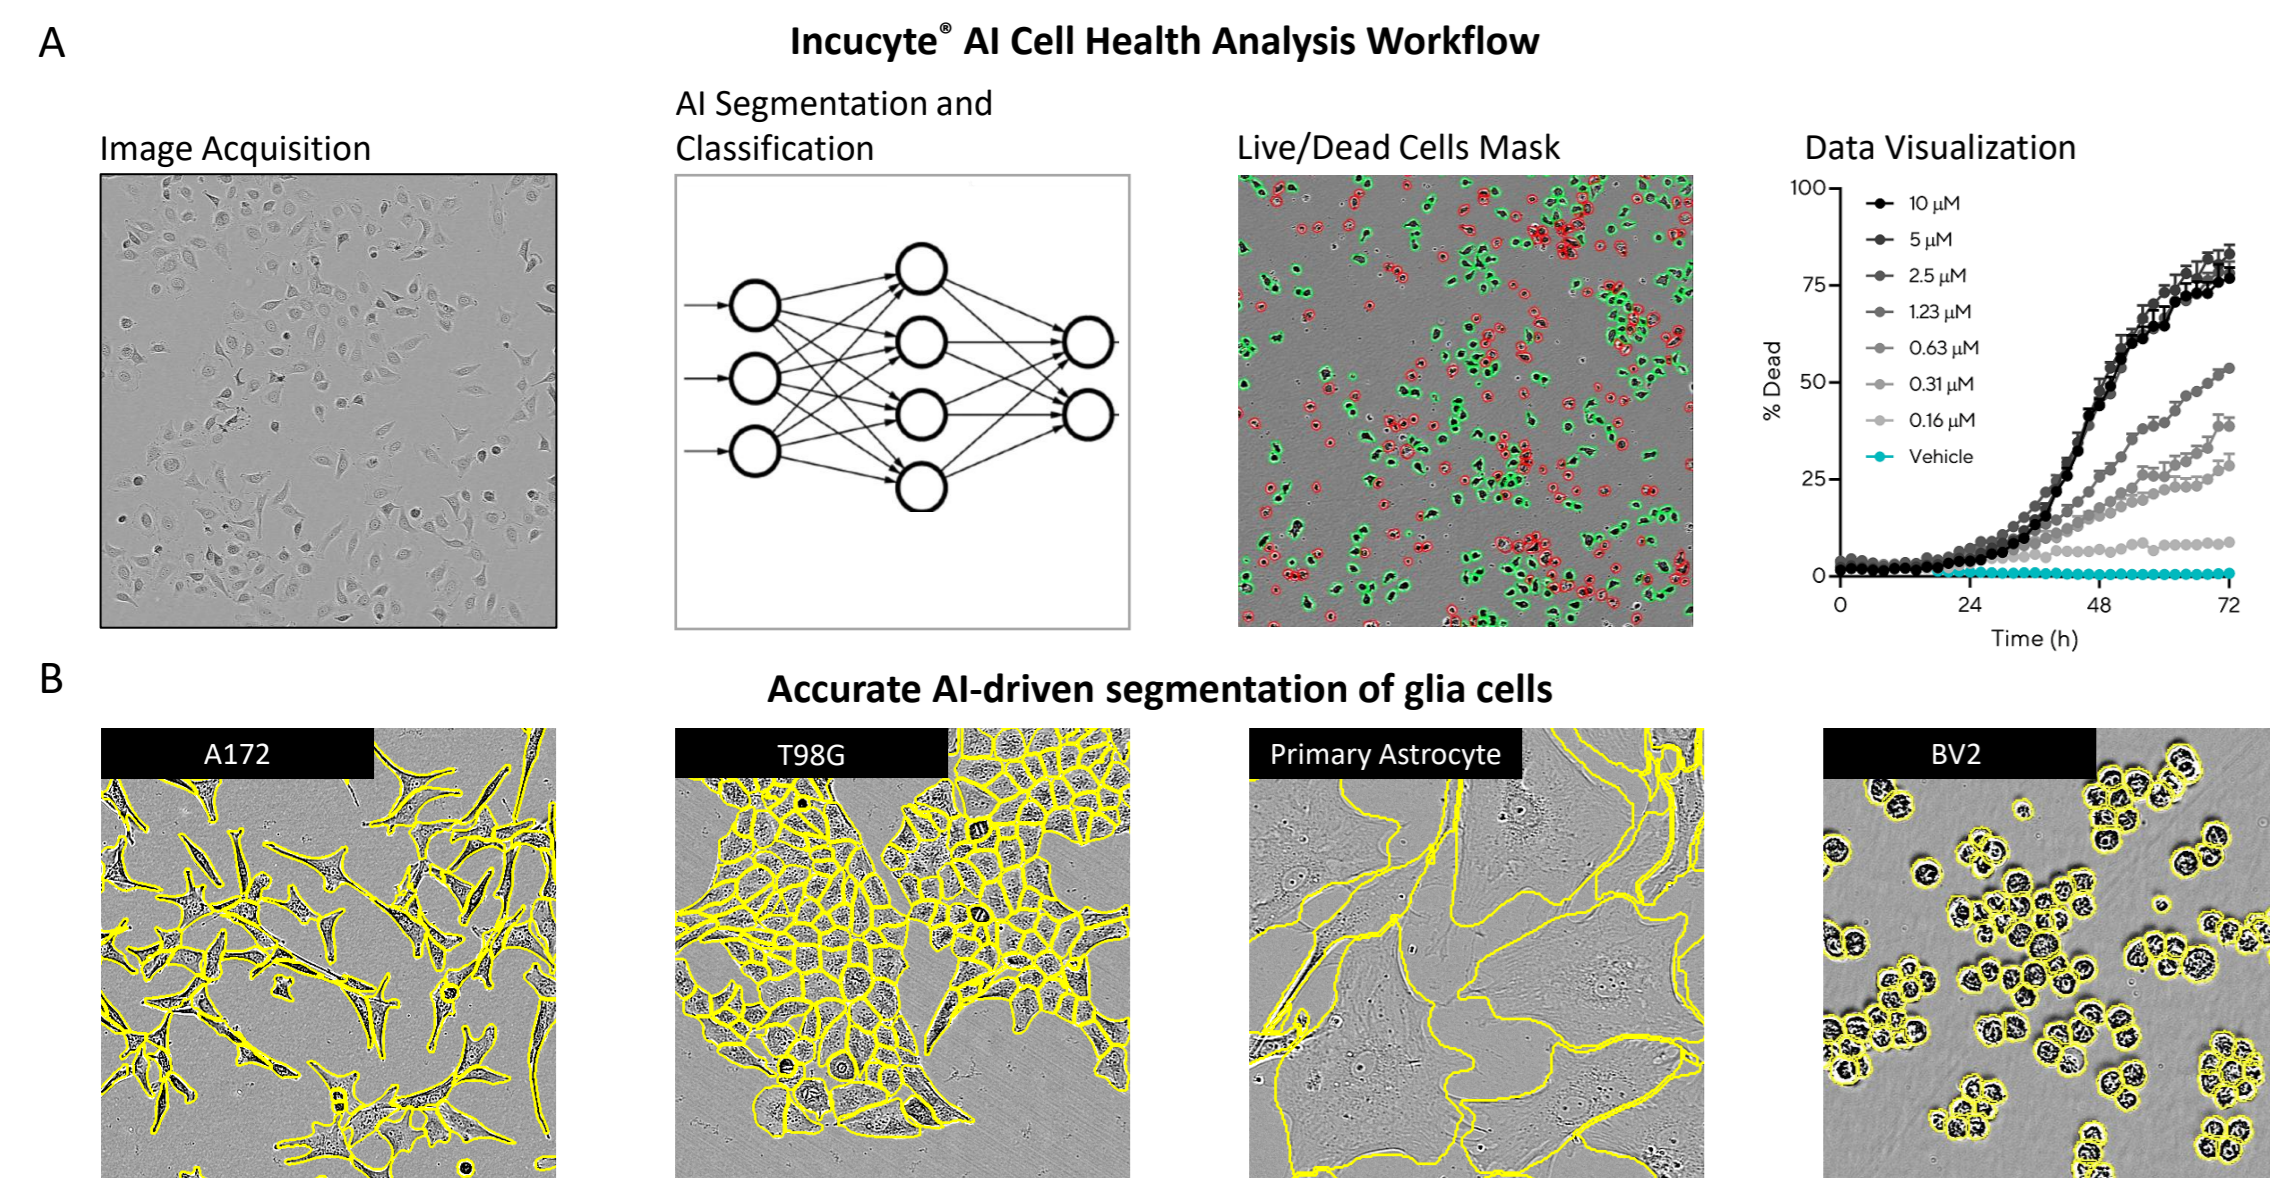 A
Incucyte® AI Cell Health Analysis Workflow
Image Acquisition
AI Segmentation and
Classification
Live/Dead Cells Mask
Data Visualization
100
75
50
25
0
% Dead
10 µM
5 µM
2.5 µM
1.23 µM
0.63 µM
0.31 µM
0.16 µM
Vehicle
0 24 48 72
Time (h)
B
Accurate AI-driven segmentation of glia cells
A172
T98G
Primary Astrocyte
BV2